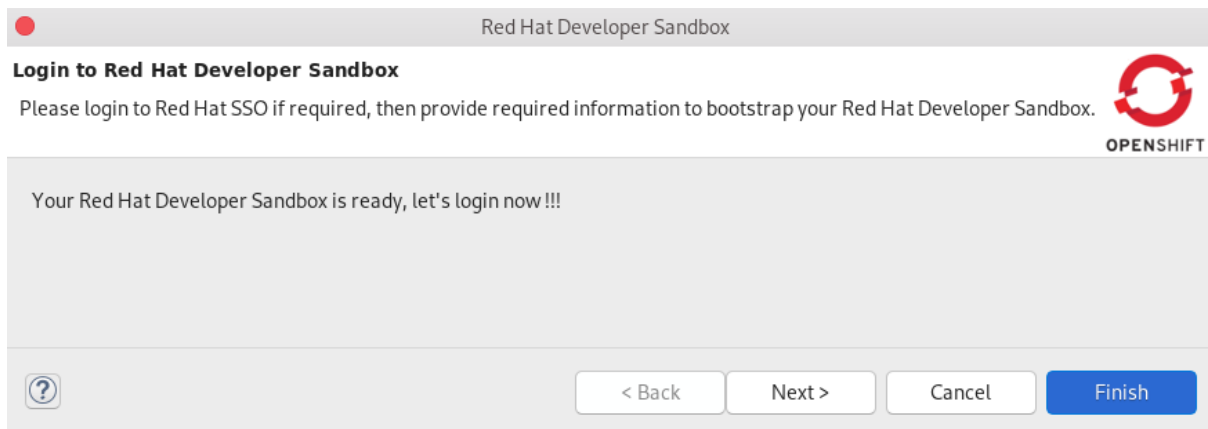 Red Hat Developer Sandbox
Login to Red Hat Developer Sandbox
Please login to Red Hat SSO if required, then provide required information to bootstrap your Red Hat Developer Sandbox.
OPENSHIFT
Your Red Hat Developer Sandbox is ready, let's login now !!!
?
< Back Next > Cancel Finish